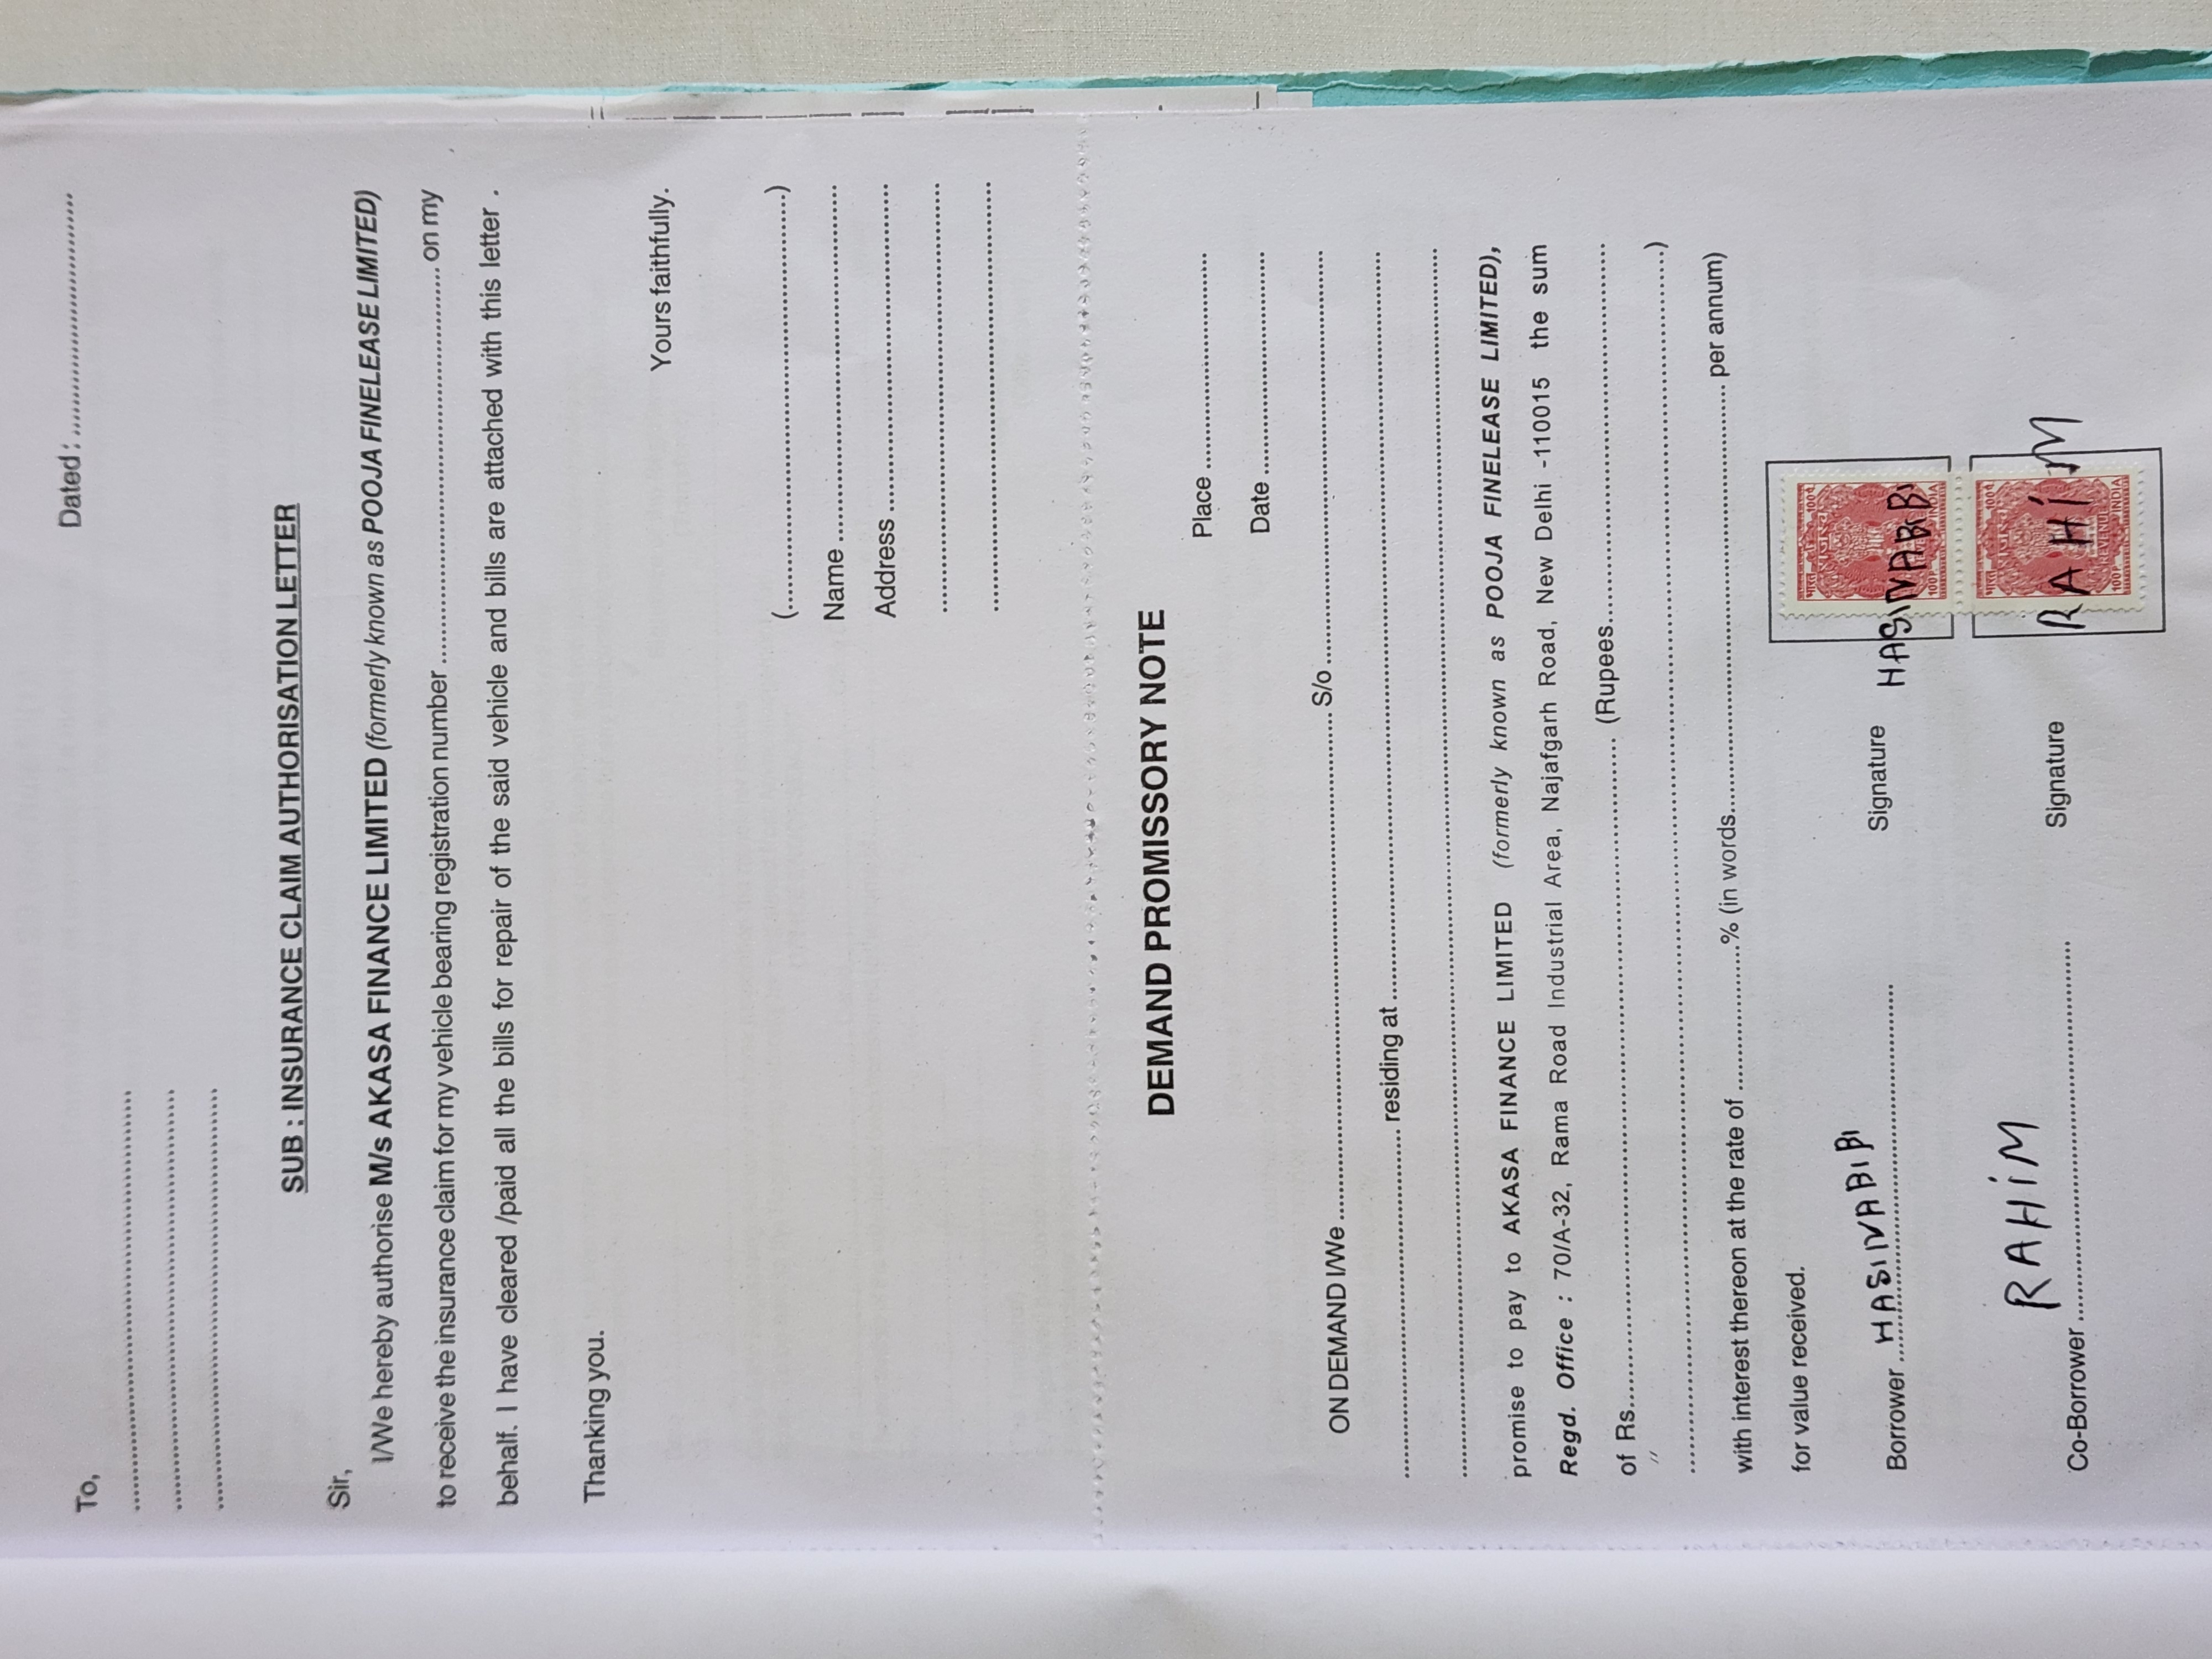 Dated : ..............................
To,
..............................
..............................
..............................
SUB : INSURANCE CLAIM AUTHORISATION LETTER
Sir,
I/We hereby authorise M/s AKASA FINANCE LIMITED (formerly known as POOJA FINELEASE LIMITED)
to receive the insurance claim for my vehicle bearing registration number .............................. on my
behalf. I have cleared /paid all the bills for repair of the said vehicle and bills are attached with this letter .
Thanking you.
Yours faithfully.
(..............................)
Name ..............................
Address ..............................
..............................
..............................
DEMAND PROMISSORY NOTE
Place ..............................
Date ..............................
ON DEMAND I/We .............................. S/o ..............................
.............................. residing at ..............................
..............................
promise to pay to AKASA FINANCE LIMITED (formerly known as POOJA FINELEASE LIMITED),
Regd. Office : 70/A-32, Rama Road Industrial Area, Najafgarh Road, New Delhi -110015 the sum
of Rs.............................. (Rupees..............................
..............................)
with interest thereon at the rate of ....................% (in words.............................. per annum)
for value received.
भारत 100प.
राजस्व
Borrower .... HASINABIBI .......... Signature HASINABIBI
REVENUE
100P. INDIA
भारत 100प.
राजस्व
RAHIM
Co-Borrower .............................. Signature RAHIM
REVENUE
100P. INDIA